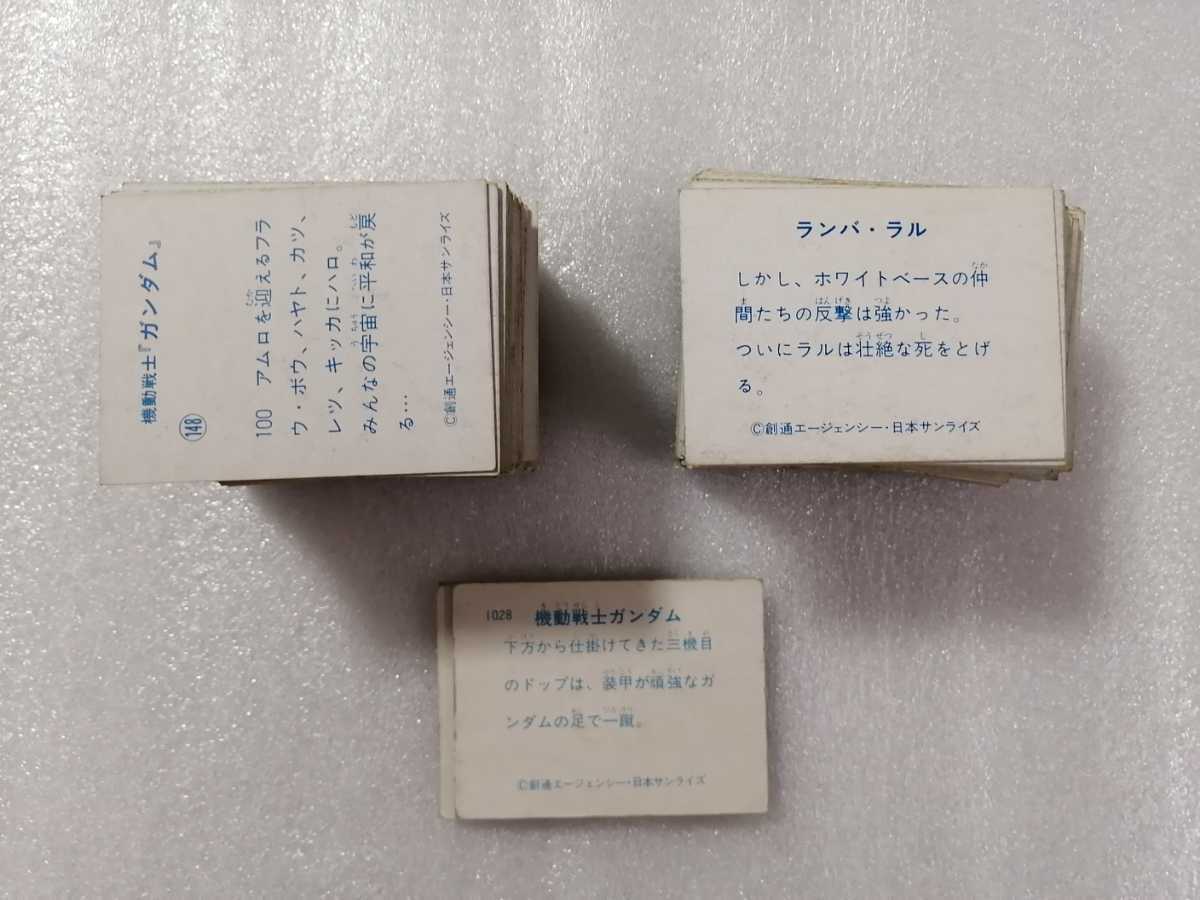 機動戦士『ガンダム』
148
100 アムロを迎えるフラ
ウ・ボウ、ハヤト、カツ、
レツ、キッカにハロ。
みんなの宇宙に平和が戻
る…
©創通エージェンシー・日本サンライズ
ランバ・ラル
しかし、ホワイトベースの仲
間たちの反撃は強かった。
ついにラルは壮絶な死をとげ
る。
©創通エージェンシー・日本サンライズ
1028 機動戦士ガンダム
下方から仕掛けてきた三機目
のドップは、装甲が頑強なガ
ンダムの足で一蹴。
©創通エージェンシー・日本サンライズ